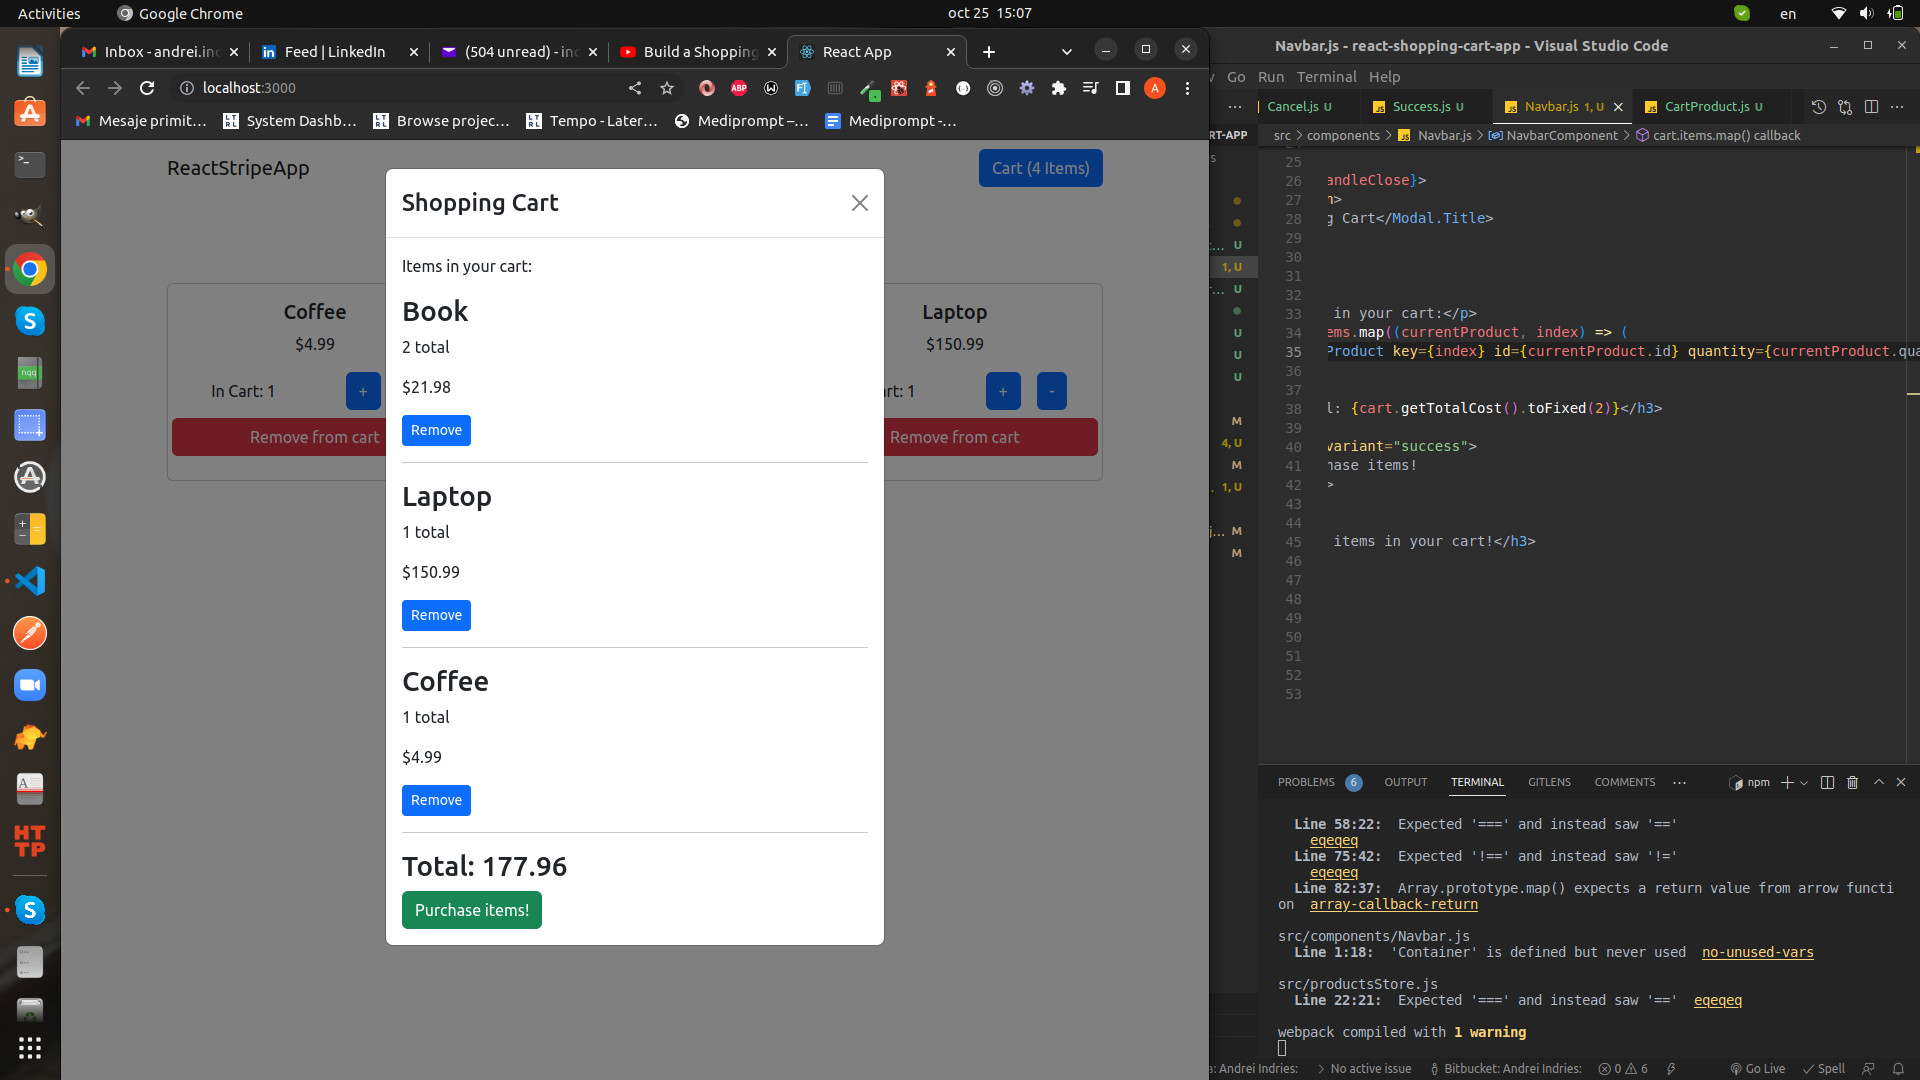 Activities
Google Chrome
oct 25 15:07
en
Inbox - andrei.ind
Feed | LinkedIn
(504 unread) - ind
Build a Shopping
React App
localhost:3000
ABP
A
Mesaje primit...
System Dashb...
Browse projec...
Tempo - Later...
Mediprompt –...
Mediprompt -...
ReactStripeApp
Cart (4 Items)
Shopping Cart
Items in your cart:
Book
2 total
$21.98
Remove
Laptop
1 total
$150.99
Remove
Coffee
1 total
$4.99
Remove
Total: 177.96
Purchase items!
Coffee
$4.99
In Cart: 1
+
Remove from cart
Laptop
$150.99
art: 1
+
-
Remove from cart
Navbar.js - react-shopping-cart-app - Visual Studio Code
Go Run Terminal Help
Cancel.js U
Success.js U
Navbar.js 1, U
CartProduct.js U
RT-APP
src > components > Navbar.js > NavbarComponent > cart.items.map() callback
25
26 andleClose}>
27 n>
28 g Cart</Modal.Title>
29
30
31
32
33 in your cart:</p>
34 ems.map((currentProduct, index) => (
35 Product key={index} id={currentProduct.id} quantity={currentProduct.qua
36
37
38 l: {cart.getTotalCost().toFixed(2)}</h3>
39
40 variant="success">
41 hase items!
42 >
43
44
45 items in your cart!</h3>
46
47
48
49
50
51
52
53
PROBLEMS 6
OUTPUT
TERMINAL
GITLENS
COMMENTS
npm
Line 58:22: Expected '===' and instead saw '=='
eqeqeq
Line 75:42: Expected '!==' and instead saw '!='
eqeqeq
Line 82:37: Array.prototype.map() expects a return value from arrow functi
on array-callback-return
src/components/Navbar.js
Line 1:18: 'Container' is defined but never used no-unused-vars
src/productsStore.js
Line 22:21: Expected '===' and instead saw '==' eqeqeq
webpack compiled with 1 warning
a: Andrei Indries:
No active issue
Bitbucket: Andrei Indries:
0 6
Go Live
Spell